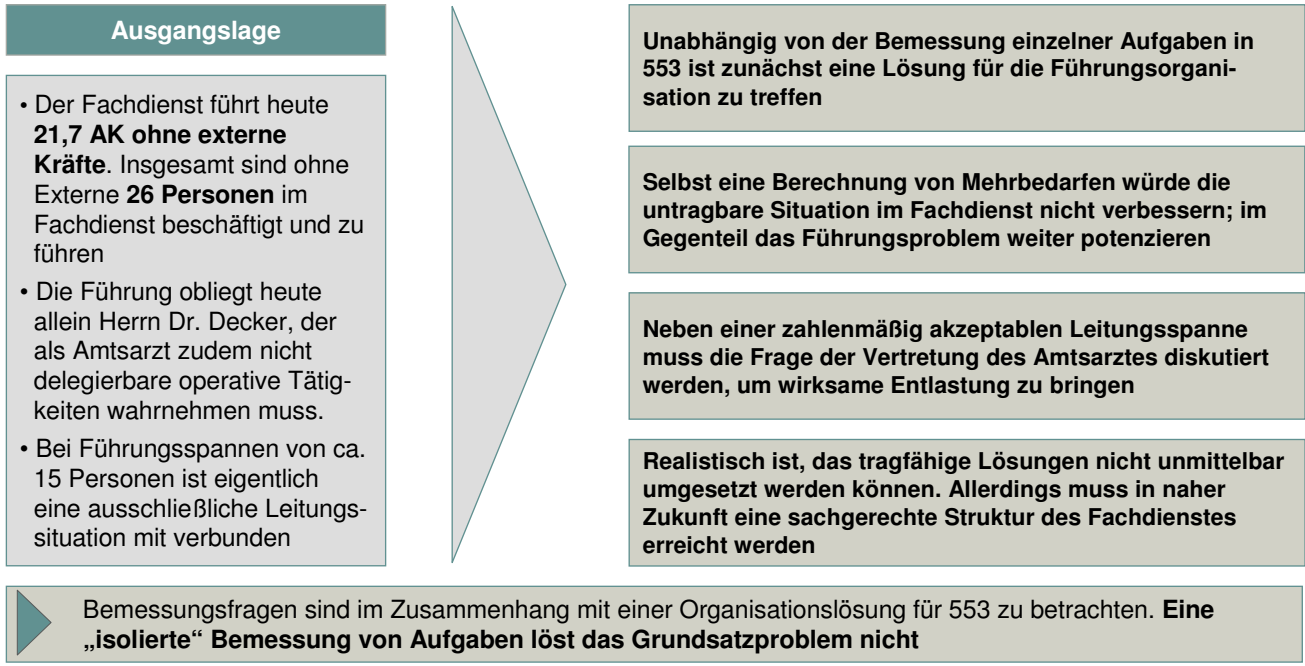 Ausgangslage
• Der Fachdienst führt heute
21,7 AK ohne externe
Kräfte. Insgesamt sind ohne
Externe 26 Personen im
Fachdienst beschäftigt und zu
führen
• Die Führung obliegt heute
allein Herrn Dr. Decker, der
als Amtsarzt zudem nicht
delegierbare operative Tätig-
keiten wahrnehmen muss.
• Bei Führungsspannen von ca.
15 Personen ist eigentlich
eine ausschließliche Leitungs-
situation mit verbunden
Unabhängig von der Bemessung einzelner Aufgaben in
553 ist zunächst eine Lösung für die Führungsorgani-
sation zu treffen
Selbst eine Berechnung von Mehrbedarfen würde die
untragbare Situation im Fachdienst nicht verbessern; im
Gegenteil das Führungsproblem weiter potenzieren
Neben einer zahlenmäßig akzeptablen Leitungsspanne
muss die Frage der Vertretung des Amtsarztes diskutiert
werden, um wirksame Entlastung zu bringen
Realistisch ist, das tragfähige Lösungen nicht unmittelbar
umgesetzt werden können. Allerdings muss in naher
Zukunft eine sachgerechte Struktur des Fachdienstes
erreicht werden
Bemessungsfragen sind im Zusammenhang mit einer Organisationslösung für 553 zu betrachten. Eine
„isolierte“ Bemessung von Aufgaben löst das Grundsatzproblem nicht